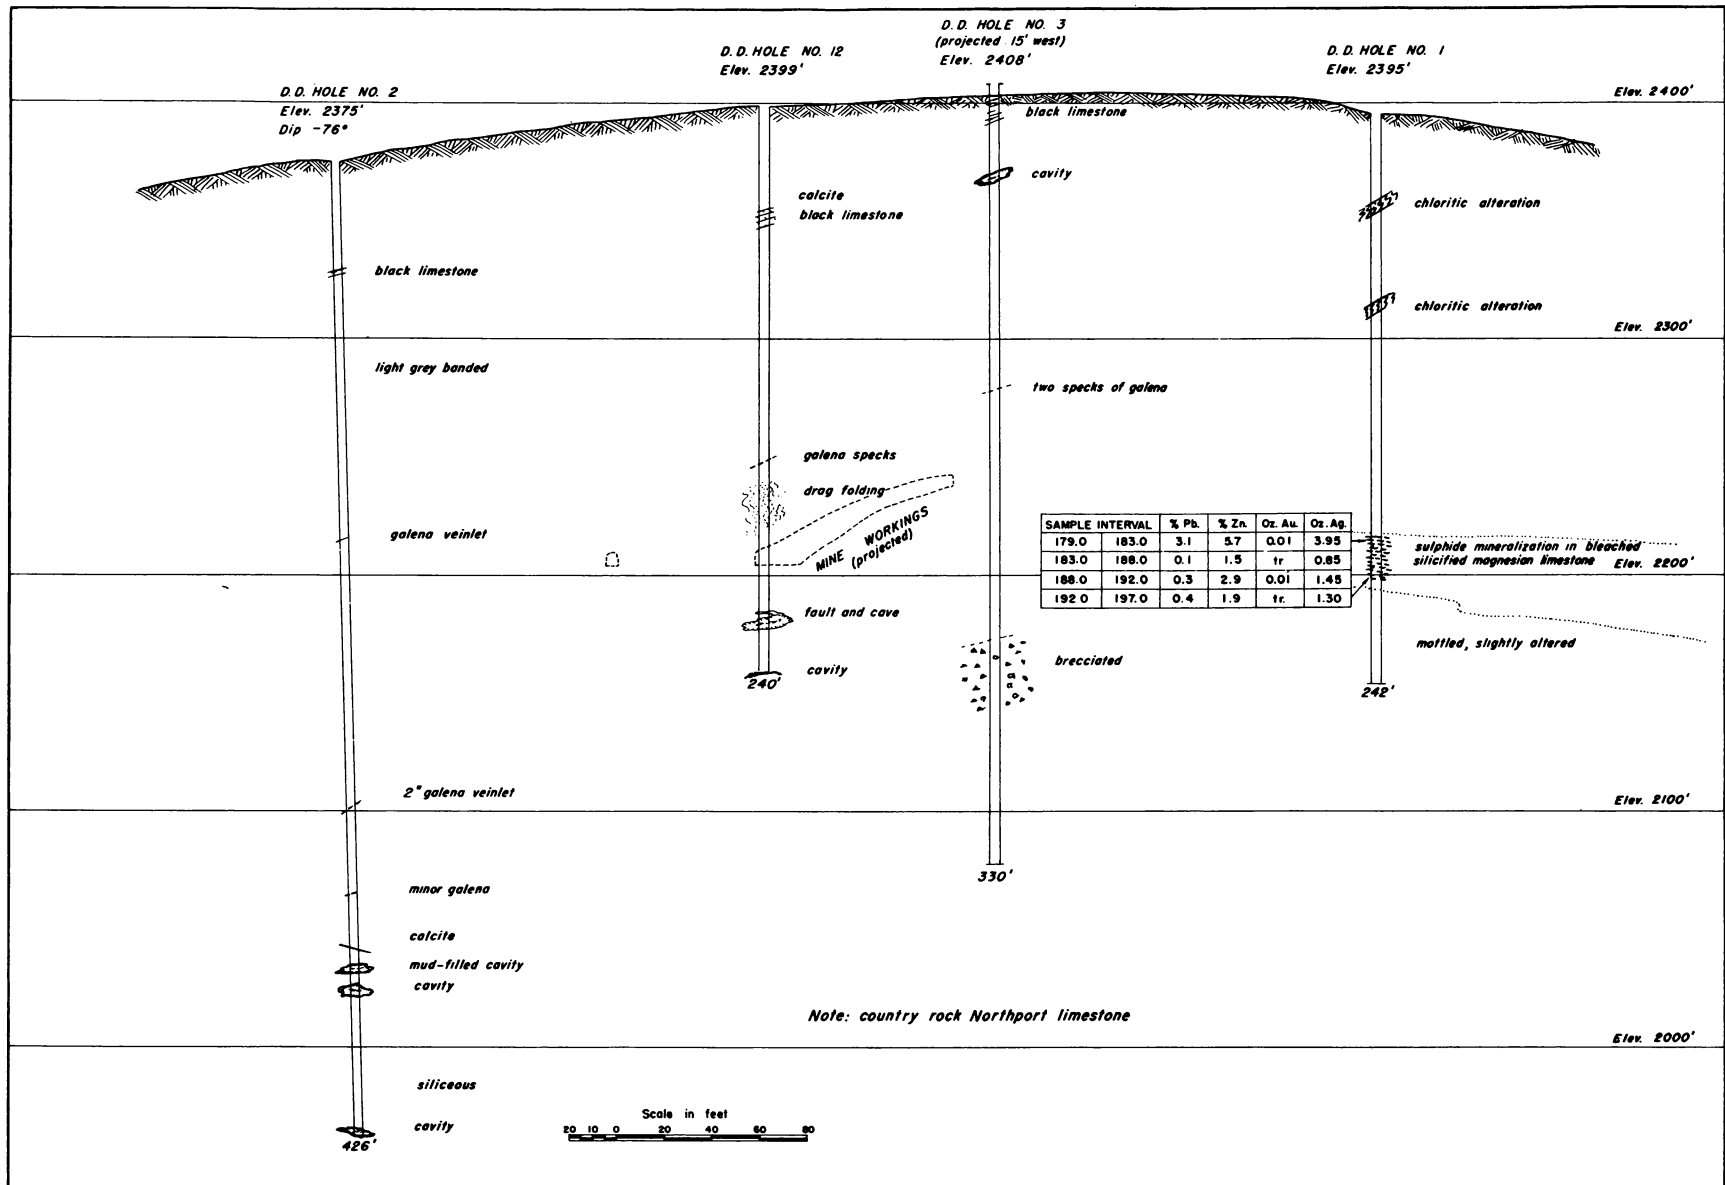 D. D. HOLE NO. 3
(projected 15' west)
Elev. 2408'
D. D. HOLE NO. 12
Elev. 2399'
D. D. HOLE NO. 1
Elev. 2395'
D. D. HOLE NO. 2
Elev. 2375'
Dip -76°
Elev. 2400'
black limestone
cavity
calcite
black limestone
chloritic alteration
black limestone
chloritic alteration
Elev. 2300'
light grey banded
two specks of galena
galena specks
drag folding
MINE WORKINGS
(projected)
galena veinlet
SAMPLE INTERVAL % Pb. % Zn. Oz. Au. Oz. Ag.
179.0 183.0 3.1 5.7 0.01 3.95
183.0 188.0 0.1 1.5 tr 0.85
188.0 192.0 0.3 2.9 0.01 1.45
192.0 197.0 0.4 1.9 tr. 1.30
sulphide mineralization in bleached
silicified magnesian limestone
Elev. 2200'
fault and cave
mottled, slightly altered
brecciated
cavity
240'
242'
2" galena veinlet
Elev. 2100'
330'
minor galena
calcite
mud-filled cavity
cavity
Note: country rock Northport limestone
Elev. 2000'
siliceous
cavity
426'
Scale in feet
20 10 0 20 40 60 80